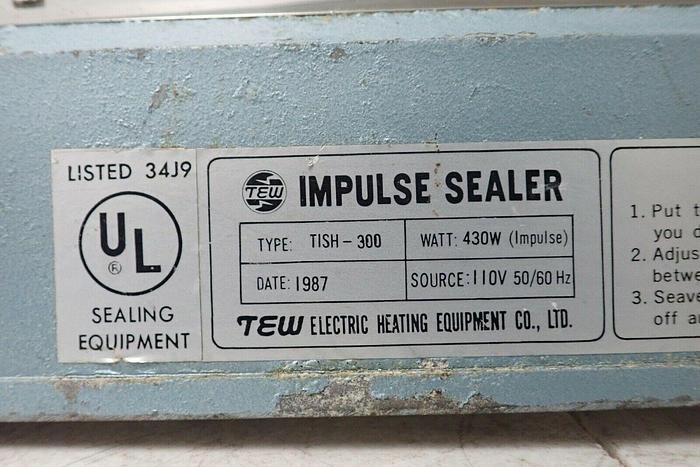 LISTED 34J9
UL
®
SEALING
EQUIPMENT
TEW IMPULSE SEALER
TYPE: TISH-300 WATT: 430W (Impulse)
DATE: 1987 SOURCE: 110V 50/60 Hz
TEW ELECTRIC HEATING EQUIPMENT CO., LTD.
1. Put t
you d
2. Adjus
betwe
3. Seave
off a